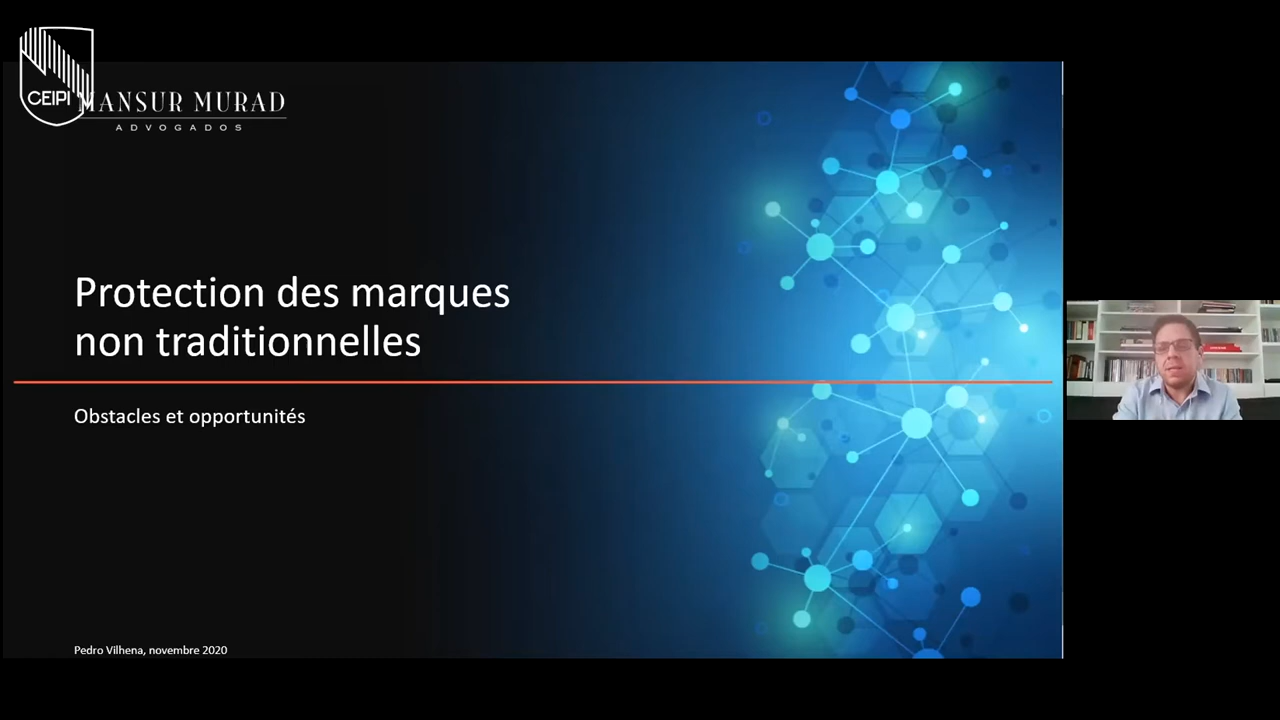 CEIPI
MANSUR MURAD
ADVOGADOS
Protection des marques
non traditionnelles
Obstacles et opportunités
Pedro Vilhena, novembre 2020